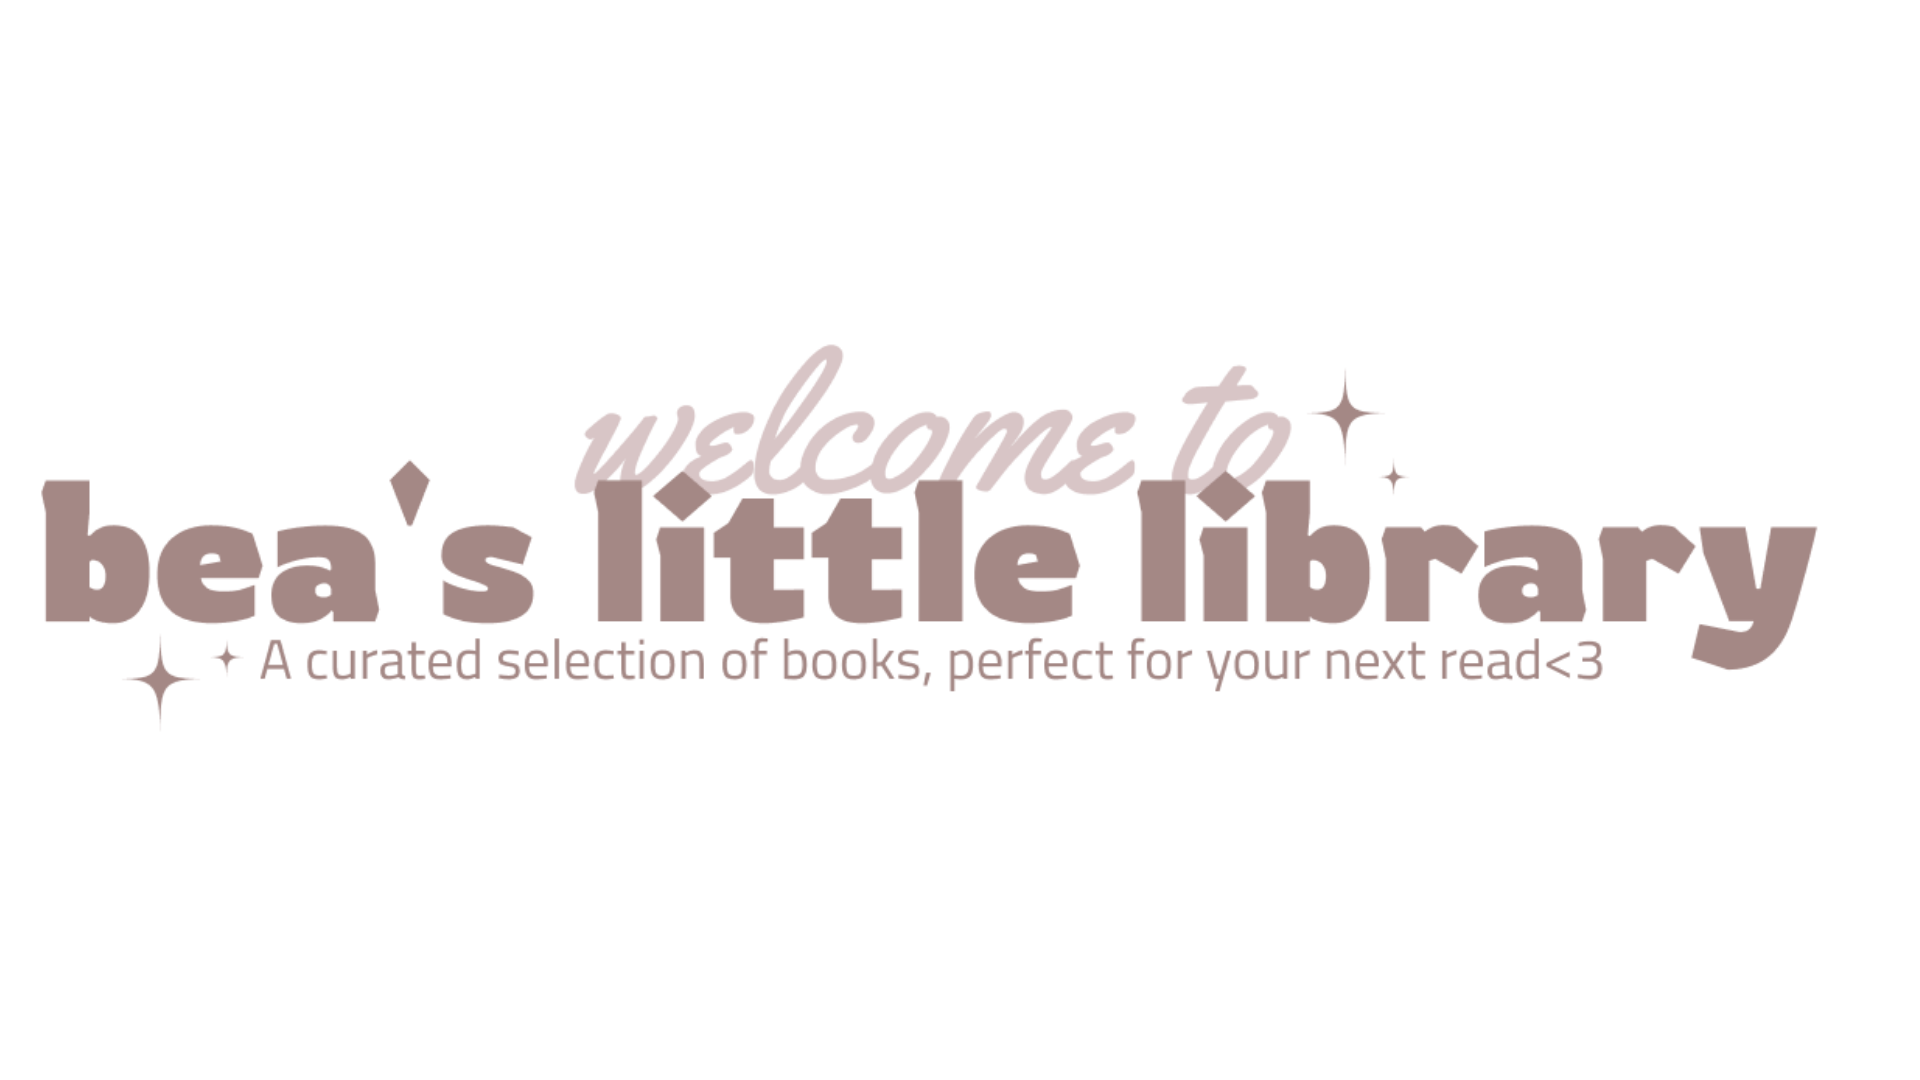 welcome to
bea's little library
A curated selection of books, perfect for your next read<3